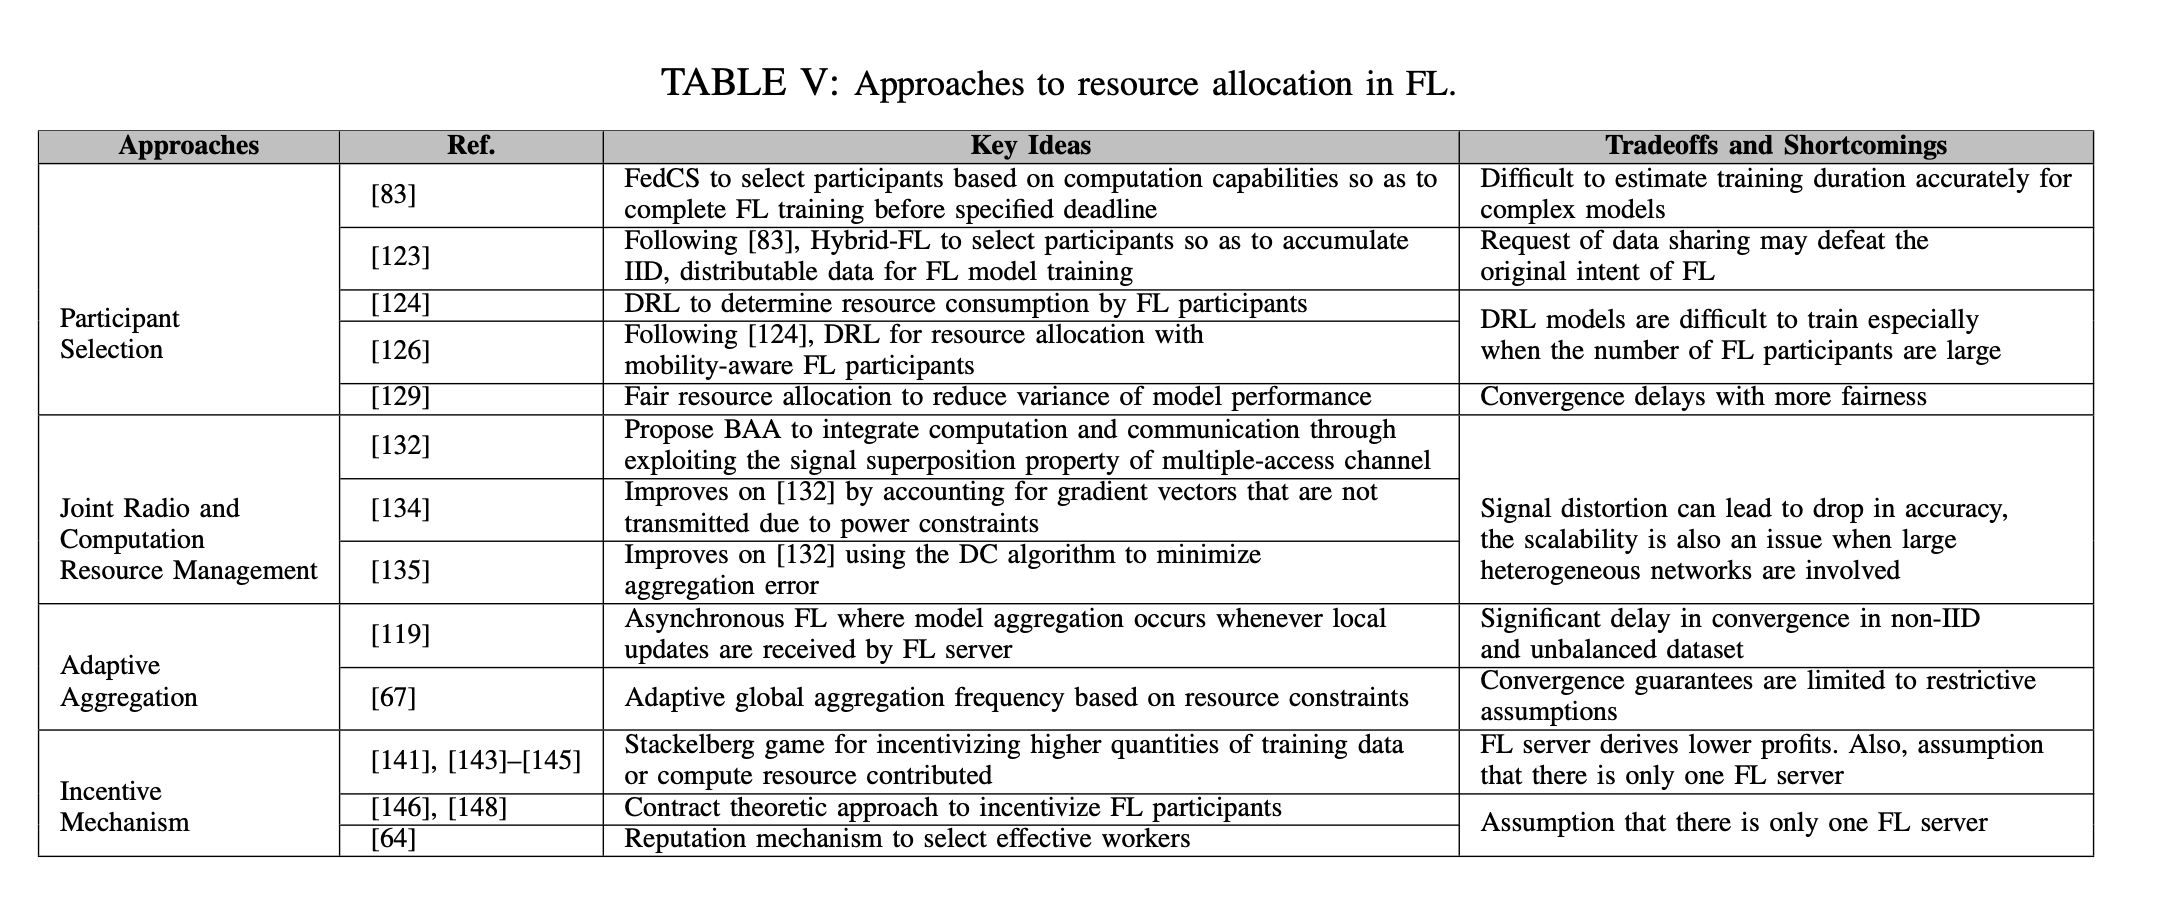 TABLE V: Approaches to resource allocation in FL.
Approaches Ref. Key Ideas Tradeoffs and Shortcomings
Participant
Selection
[83]
FedCS to select participants based on computation capabilities so as to
complete FL training before specified deadline
Difficult to estimate training duration accurately for
complex models
[123]
Following [83], Hybrid-FL to select participants so as to accumulate
IID, distributable data for FL model training
Request of data sharing may defeat the
original intent of FL
[124]
DRL to determine resource consumption by FL participants
DRL models are difficult to train especially
when the number of FL participants are large
[126]
Following [124], DRL for resource allocation with
mobility-aware FL participants
[129]
Fair resource allocation to reduce variance of model performance
Convergence delays with more fairness
Joint Radio and
Computation
Resource Management
[132]
Propose BAA to integrate computation and communication through
exploiting the signal superposition property of multiple-access channel
Signal distortion can lead to drop in accuracy,
the scalability is also an issue when large
heterogeneous networks are involved
[134]
Improves on [132] by accounting for gradient vectors that are not
transmitted due to power constraints
[135]
Improves on [132] using the DC algorithm to minimize
aggregation error
Adaptive
Aggregation
[119]
Asynchronous FL where model aggregation occurs whenever local
updates are received by FL server
Significant delay in convergence in non-IID
and unbalanced dataset
[67]
Adaptive global aggregation frequency based on resource constraints
Convergence guarantees are limited to restrictive
assumptions
Incentive
Mechanism
[141], [143]–[145]
Stackelberg game for incentivizing higher quantities of training data
or compute resource contributed
FL server derives lower profits. Also, assumption
that there is only one FL server
[146], [148]
Contract theoretic approach to incentivize FL participants
Assumption that there is only one FL server
[64]
Reputation mechanism to select effective workers